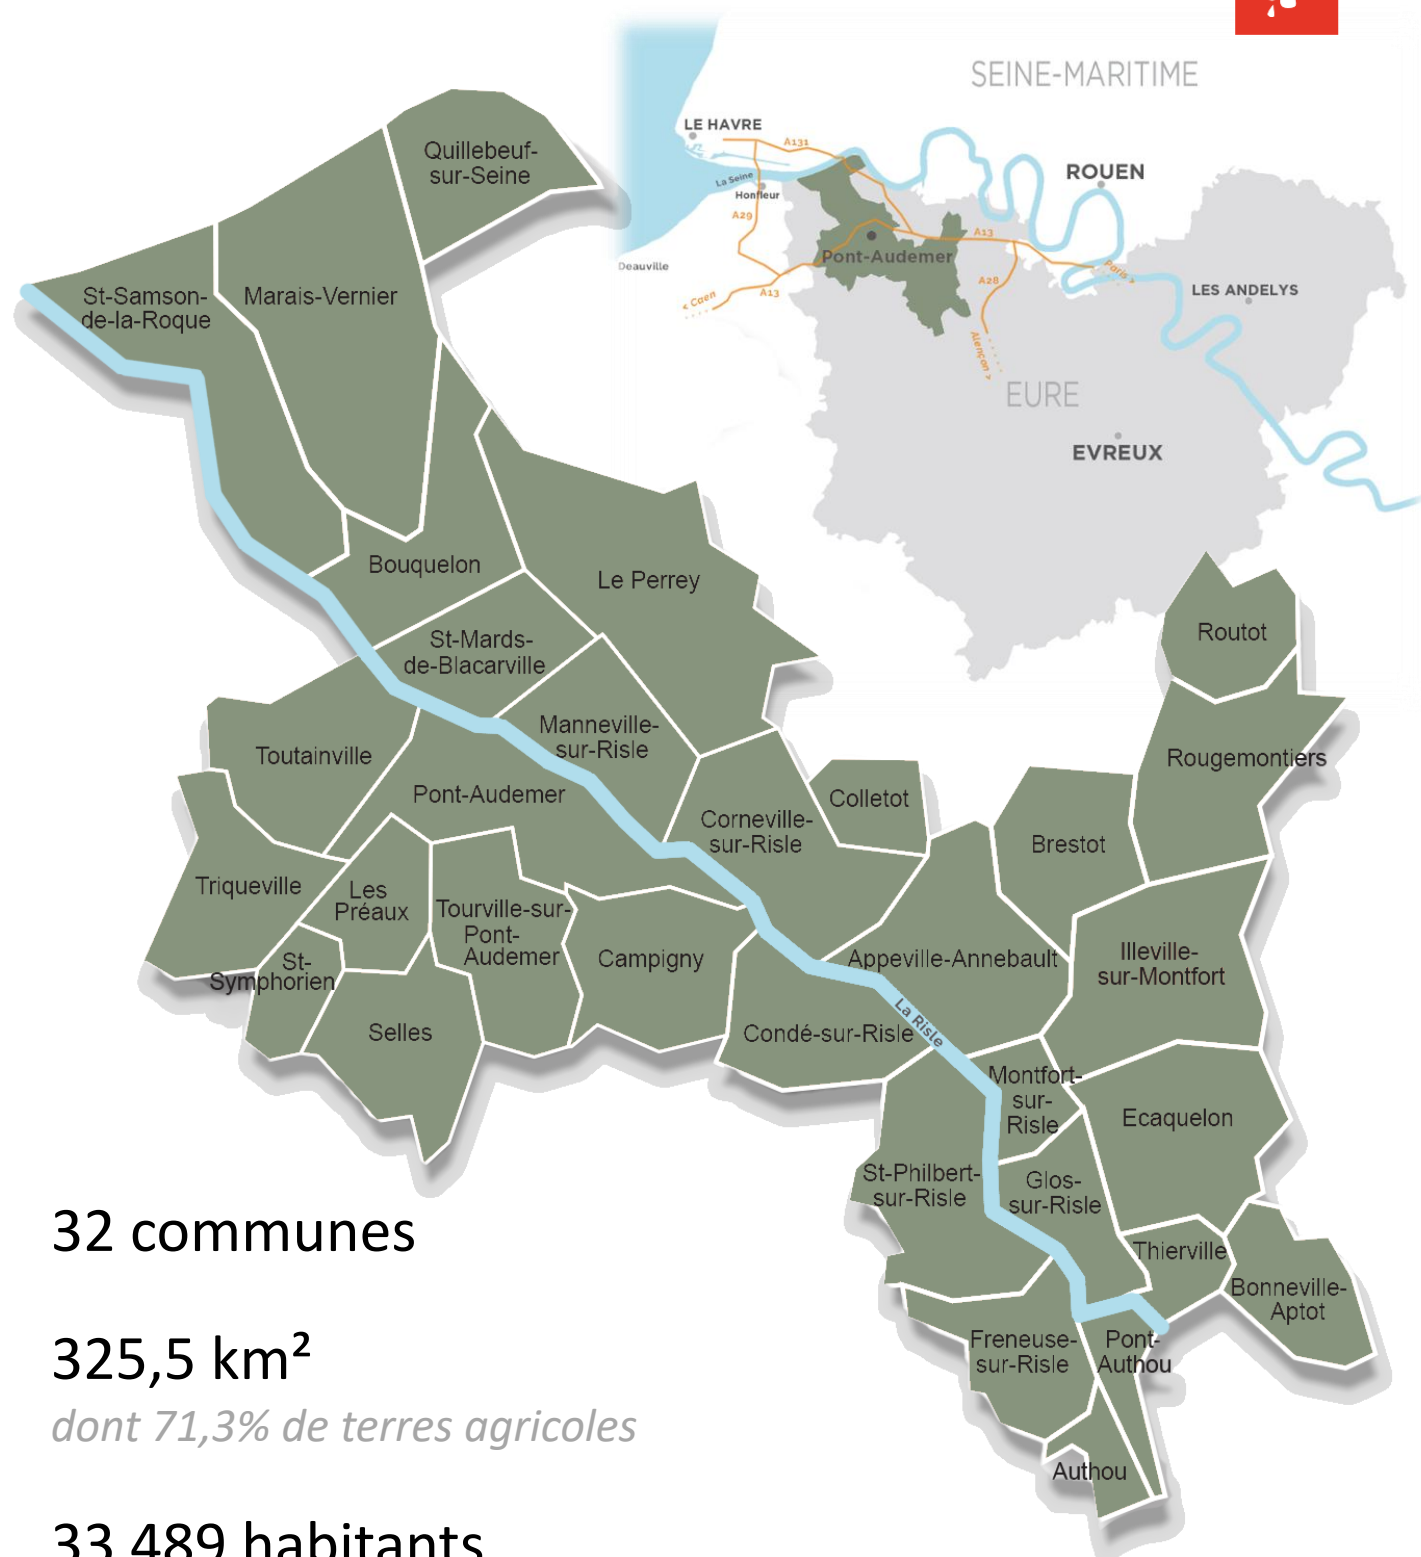 SEINE-MARITIME
LE HAVRE
A131
ROUEN
La Seine
Honfleur
A29
A13
Pont-Audemer
Deauville
Paris >
A28
< Caen
A13
LES ANDELYS
Alençon >
EURE
EVREUX
Quillebeuf-
sur-Seine
St-Samson-
de-la-Roque
Marais-Vernier
Bouquelon
Le Perrey
St-Mards-
de-Blacarville
Routot
Manneville-
sur-Risle
Toutainville
Rougemontiers
Pont-Audemer
Colletot
Corneville-
sur-Risle
Brestot
Triqueville
Les
Préaux
Tourville-sur-
Pont-
Audemer
Campigny
Appeville-Annebault
Illeville-
sur-Montfort
St-
Symphorien
Selles
Condé-sur-Risle
La Risle
Montfort-
sur-
Risle
Ecaquelon
St-Philbert-
sur-Risle
Glos-
sur-Risle
Thierville
Bonneville-
Aptot
Freneuse-
sur-Risle
Pont-
Authou
Authou
32 communes
325,5 km²
dont 71,3% de terres agricoles
33 489 habitants